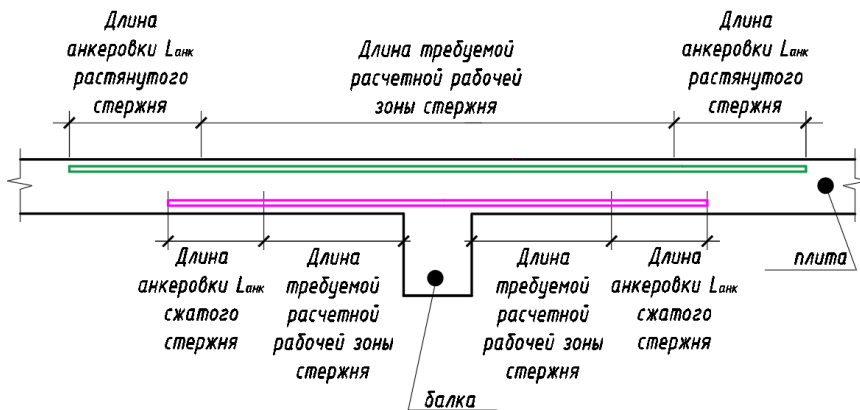 Длина
анкеровки Lанк
растянутого
стержня
Длина требуемой
расчетной рабочей
зоны стержня
Длина
анкеровки Lанк
растянутого
стержня
Длина
анкеровки Lанк
сжатого
стержня
Длина
требуемой
расчетной
рабочей зоны
стержня
Длина
требуемой
расчетной
рабочей зоны
стержня
Длина
анкеровки Lанк
сжатого
стержня
плита
балка